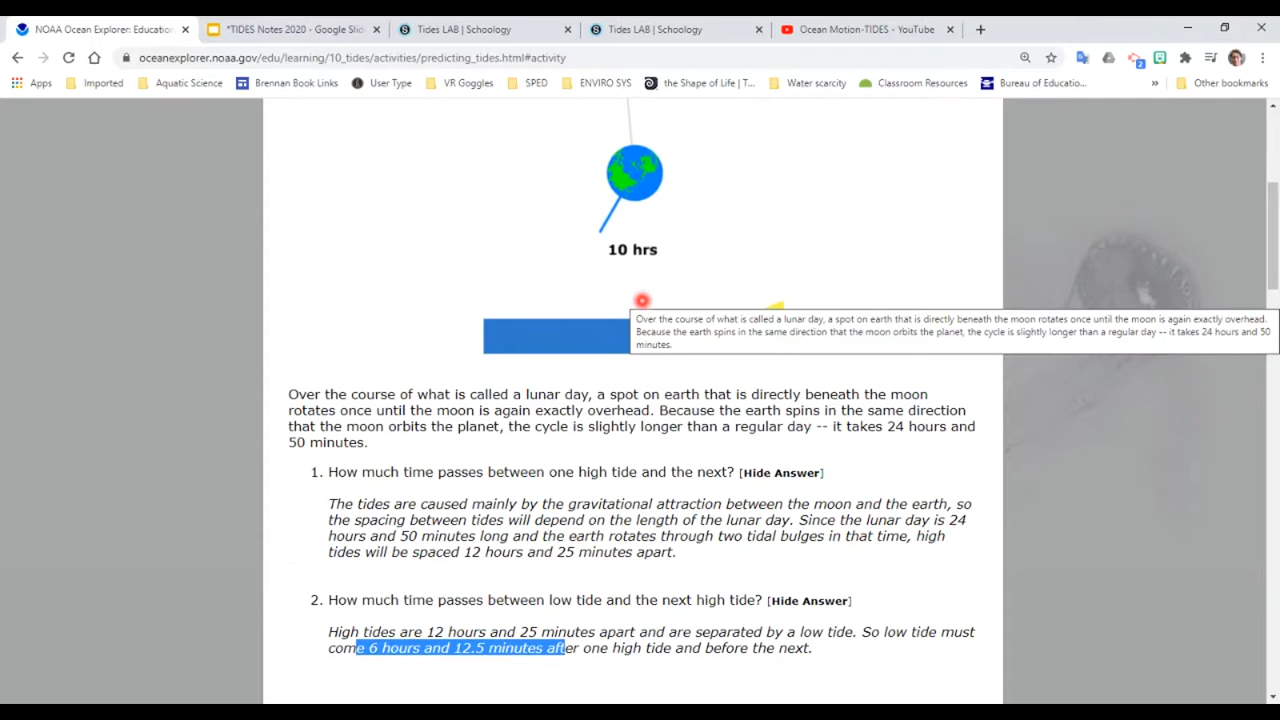 NOAA Ocean Explorer: Education
*TIDES Notes 2020 - Google Slid
Tides LAB | Schoology
Tides LAB | Schoology
Ocean Motion-TIDES - YouTube
oceanexplorer.noaa.gov/edu/learning/10_tides/activities/predicting_tides.html#activity
2
Apps
Imported
Aquatic Science
Brennan Book Links
User Type
VR Goggles
SPED
ENVIRO SYS
the Shape of Life | T...
Water scarcity
Classroom Resources
Bureau of Educatio...
»
Other bookmarks
10 hrs
Over the course of what is called a lunar day, a spot on earth that is directly beneath the moon rotates once until the moon is again exactly overhead.
Because the earth spins in the same direction that the moon orbits the planet, the cycle is slightly longer than a regular day -- it takes 24 hours and 50
minutes.
Over the course of what is called a lunar day, a spot on earth that is directly beneath the moon
rotates once until the moon is again exactly overhead. Because the earth spins in the same direction
that the moon orbits the planet, the cycle is slightly longer than a regular day -- it takes 24 hours and
50 minutes.
1. How much time passes between one high tide and the next? [Hide Answer]
The tides are caused mainly by the gravitational attraction between the moon and the earth, so
the spacing between tides will depend on the length of the lunar day. Since the lunar day is 24
hours and 50 minutes long and the earth rotates through two tidal bulges in that time, high
tides will be spaced 12 hours and 25 minutes apart.
2. How much time passes between low tide and the next high tide? [Hide Answer]
High tides are 12 hours and 25 minutes apart and are separated by a low tide. So low tide must
come 6 hours and 12.5 minutes after one high tide and before the next.